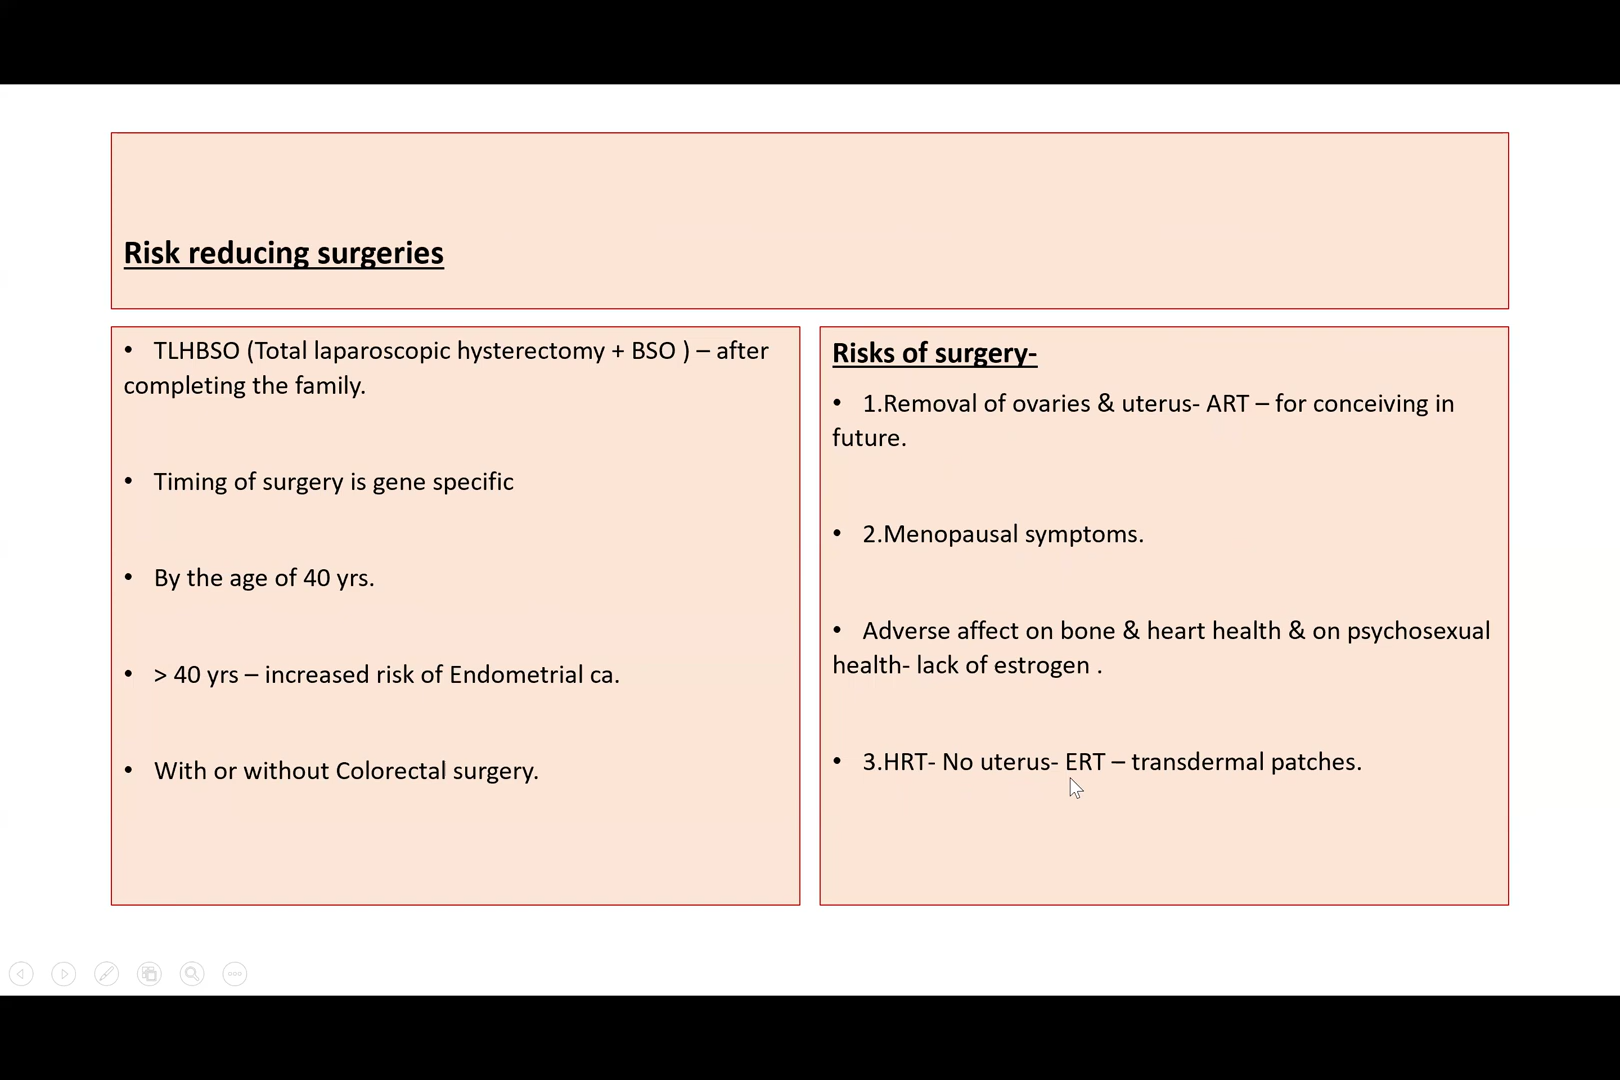 Risk reducing surgeries
• TLHBSO (Total laparoscopic hysterectomy + BSO ) – after
completing the family.
• Timing of surgery is gene specific
• By the age of 40 yrs.
• > 40 yrs – increased risk of Endometrial ca.
• With or without Colorectal surgery.
Risks of surgery-
• 1.Removal of ovaries & uterus- ART – for conceiving in
future.
• 2.Menopausal symptoms.
• Adverse affect on bone & heart health & on psychosexual
health- lack of estrogen .
• 3.HRT- No uterus- ERT – transdermal patches.